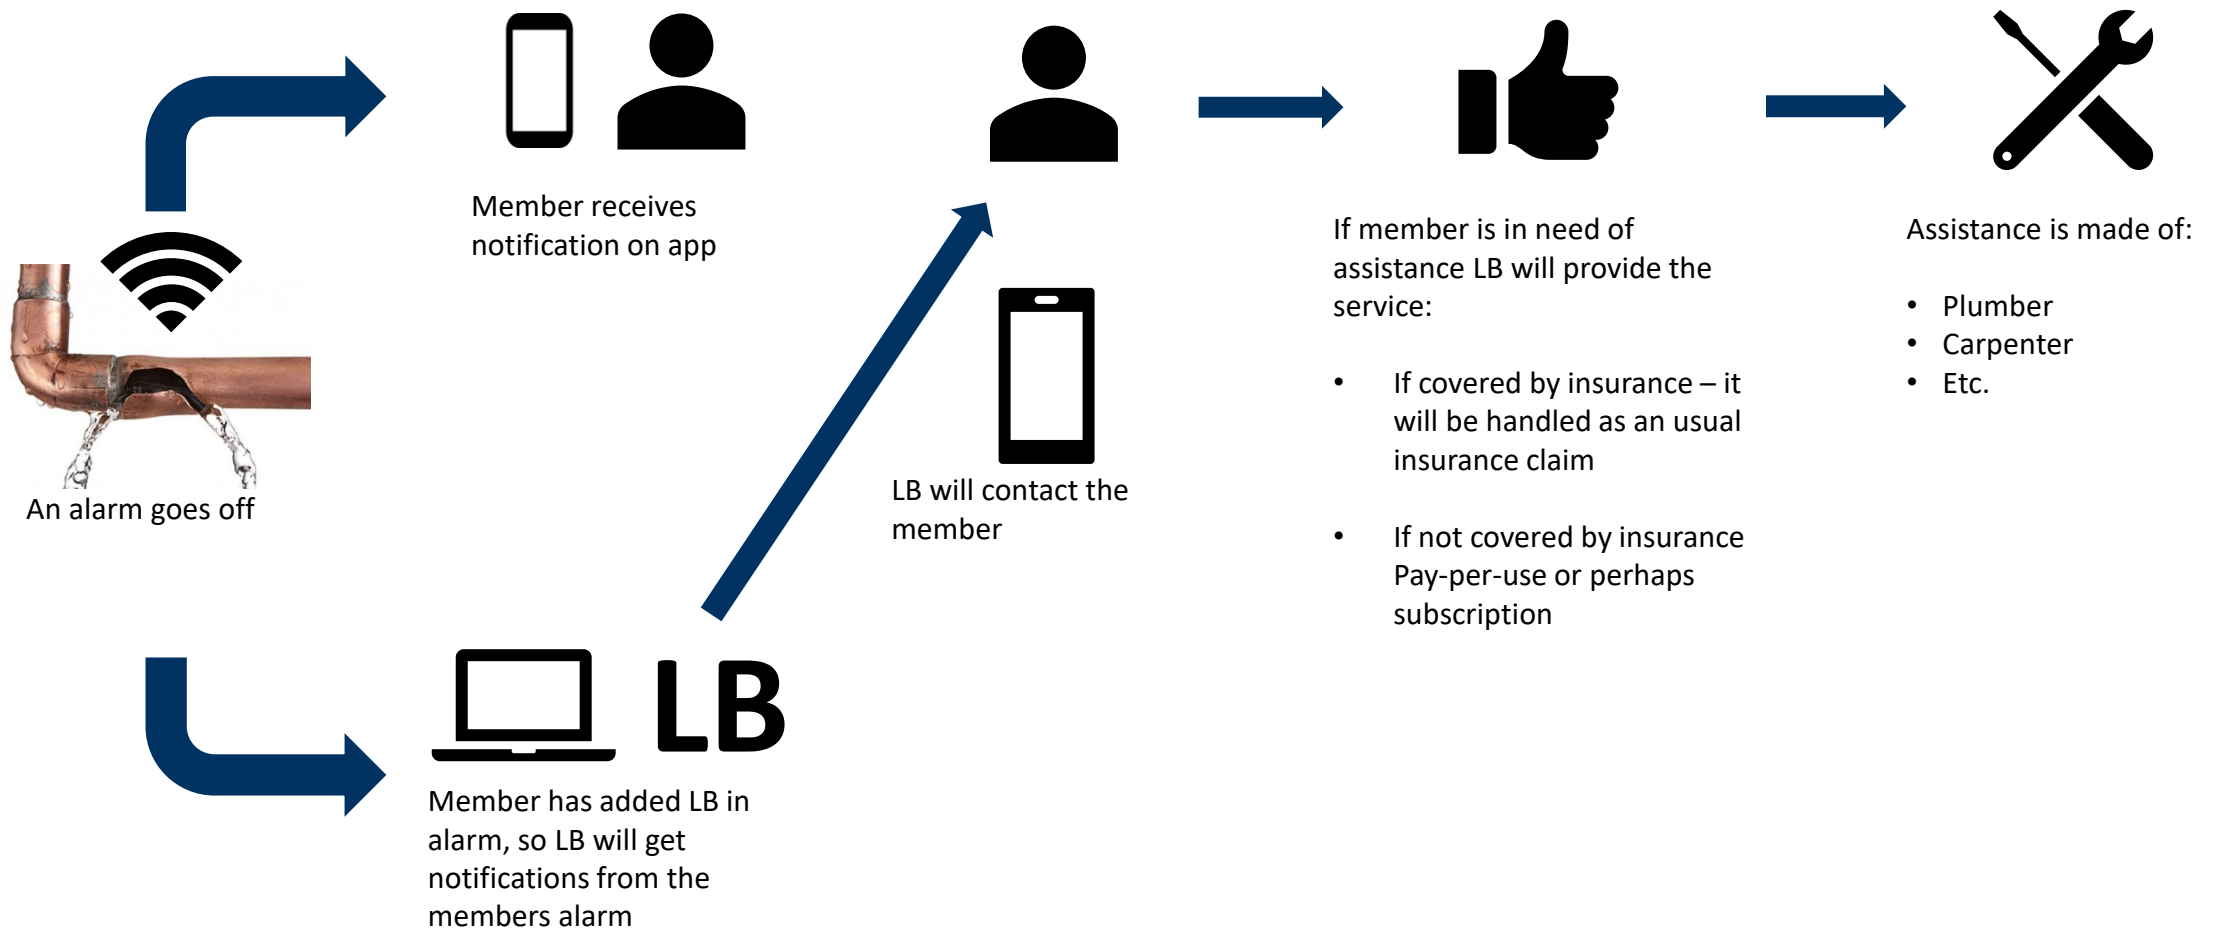 An alarm goes off
Member receives
notification on app
LB
Member has added LB in
alarm, so LB will get
notifications from the
members alarm
LB will contact the
member
If member is in need of
assistance LB will provide the
service:
• If covered by insurance – it
will be handled as an usual
insurance claim
• If not covered by insurance
Pay-per-use or perhaps
subscription
Assistance is made of:
• Plumber
• Carpenter
• Etc.